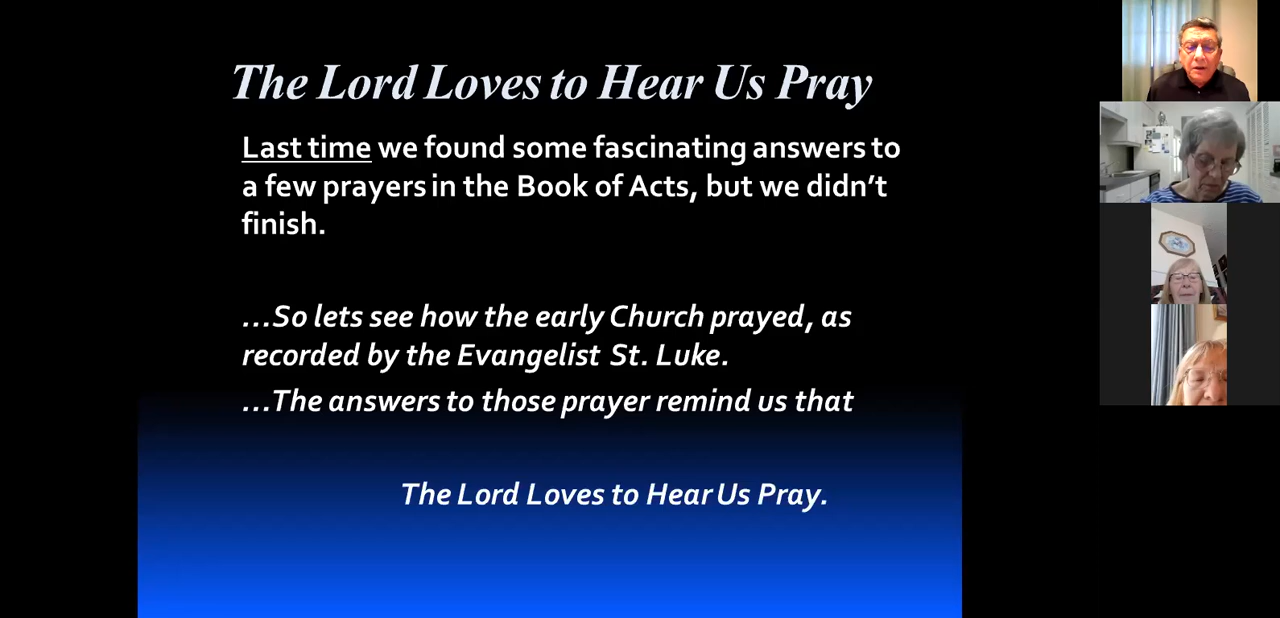 The Lord Loves to Hear Us Pray
Last time we found some fascinating answers to
a few prayers in the Book of Acts, but we didn't
finish.
...So lets see how the early Church prayed, as
recorded by the Evangelist St. Luke.
...The answers to those prayer remind us that
The Lord Loves to Hear Us Pray.